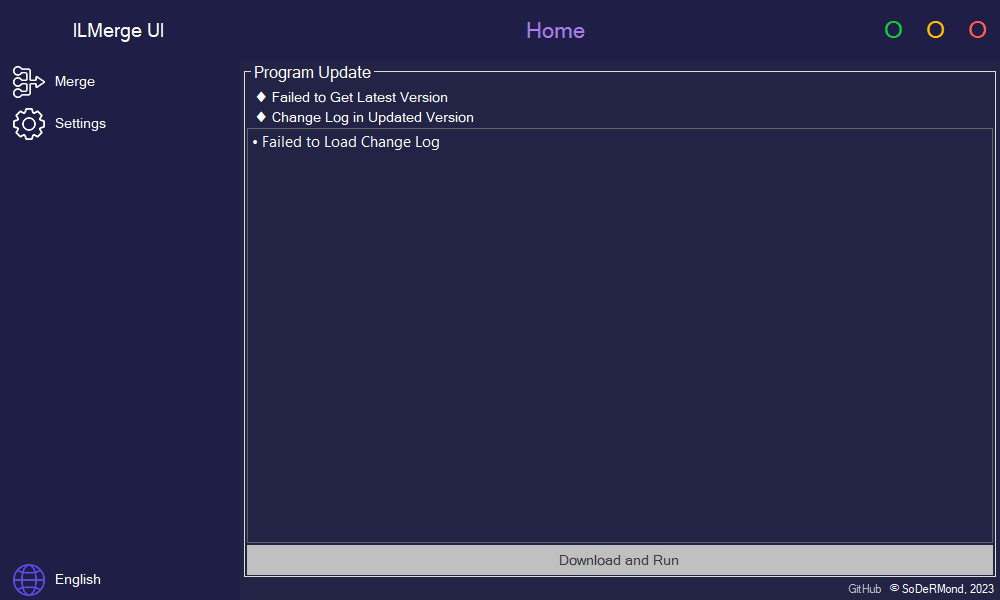 ILMerge UI
Home
Merge
Settings
Program Update
♦ Failed to Get Latest Version
♦ Change Log in Updated Version
• Failed to Load Change Log
Download and Run
English
GitHub © SoDeRMond, 2023